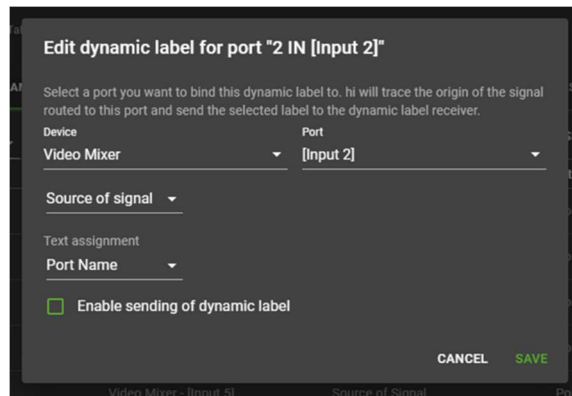 Edit dynamic label for port "2 IN [Input 2]"
Select a port you want to bind this dynamic label to. hi will trace the origin of the signal
routed to this port and send the selected label to the dynamic label receiver.
Device Port
Video Mixer [Input 2]
Source of signal
Text assignment
Port Name
Enable sending of dynamic label
CANCEL SAVE
Video Mixer - [Input 5] Source of Signal